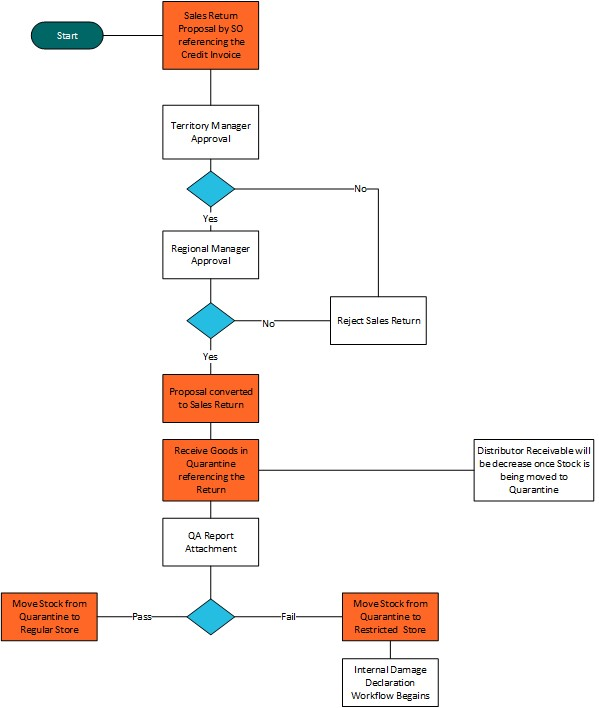 Start
Sales Return
Proposal by SO
referencing the
Credit Invoice
Territory Manager
Approval
No
Yes
Regional Manager
Approval
No
Reject Sales Return
Yes
Proposal converted
to Sales Return
Receive Goods in
Quarantine
referencing the
Return
Distributor Receivable will
be decrease once Stock is
being moved to
Quarantine
QA Report
Attachment
Move Stock from
Quarantine to
Regular Store
Pass
Fail
Move Stock from
Quarantine to
Restricted Store
Internal Damage
Declaration
Workflow Begains